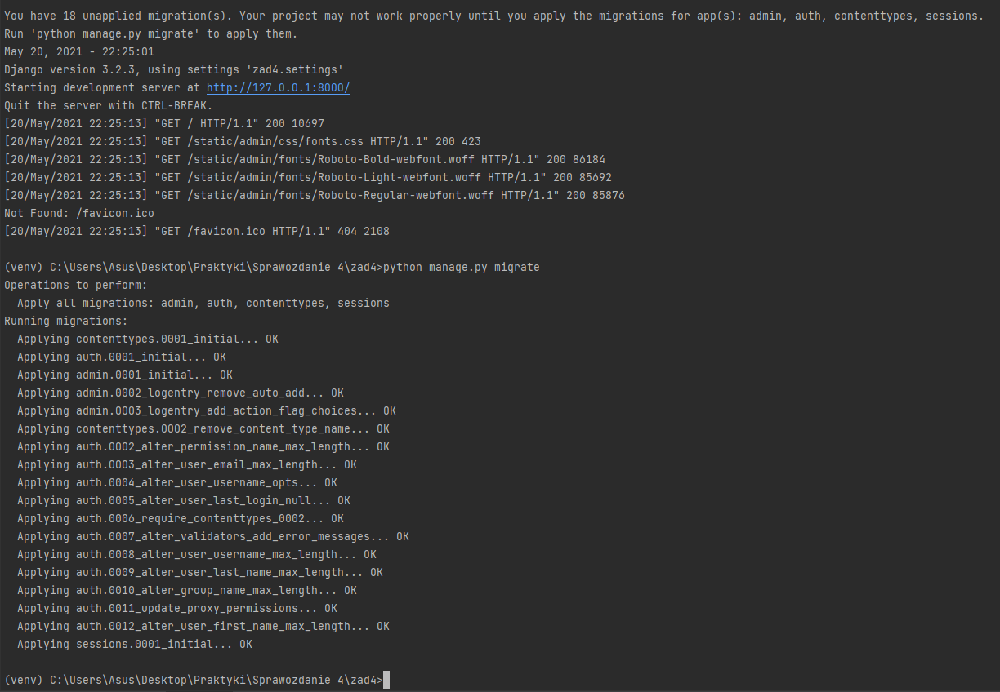 You have 18 unapplied migration(s). Your project may not work properly until you apply the migrations for app(s): admin, auth, contenttypes, sessions.
Run 'python manage.py migrate' to apply them.
May 20, 2021 - 22:25:01
Django version 3.2.3, using settings 'zad4.settings'
Starting development server at http://127.0.0.1:8000/
Quit the server with CTRL-BREAK.
[20/May/2021 22:25:13] "GET / HTTP/1.1" 200 10697
[20/May/2021 22:25:13] "GET /static/admin/css/fonts.css HTTP/1.1" 200 423
[20/May/2021 22:25:13] "GET /static/admin/fonts/Roboto-Bold-webfont.woff HTTP/1.1" 200 86184
[20/May/2021 22:25:13] "GET /static/admin/fonts/Roboto-Light-webfont.woff HTTP/1.1" 200 85692
[20/May/2021 22:25:13] "GET /static/admin/fonts/Roboto-Regular-webfont.woff HTTP/1.1" 200 85876
Not Found: /favicon.ico
[20/May/2021 22:25:13] "GET /favicon.ico HTTP/1.1" 404 2108
(venv) C:\Users\Asus\Desktop\Praktyki\Sprawozdanie 4\zad4>python manage.py migrate
Operations to perform:
  Apply all migrations: admin, auth, contenttypes, sessions
Running migrations:
  Applying contenttypes.0001_initial... OK
  Applying auth.0001_initial... OK
  Applying admin.0001_initial... OK
  Applying admin.0002_logentry_remove_auto_add... OK
  Applying admin.0003_logentry_add_action_flag_choices... OK
  Applying contenttypes.0002_remove_content_type_name... OK
  Applying auth.0002_alter_permission_name_max_length... OK
  Applying auth.0003_alter_user_email_max_length... OK
  Applying auth.0004_alter_user_username_opts... OK
  Applying auth.0005_alter_user_last_login_null... OK
  Applying auth.0006_require_contenttypes_0002... OK
  Applying auth.0007_alter_validators_add_error_messages... OK
  Applying auth.0008_alter_user_username_max_length... OK
  Applying auth.0009_alter_user_last_name_max_length... OK
  Applying auth.0010_alter_group_name_max_length... OK
  Applying auth.0011_update_proxy_permissions... OK
  Applying auth.0012_alter_user_first_name_max_length... OK
  Applying sessions.0001_initial... OK
(venv) C:\Users\Asus\Desktop\Praktyki\Sprawozdanie 4\zad4>